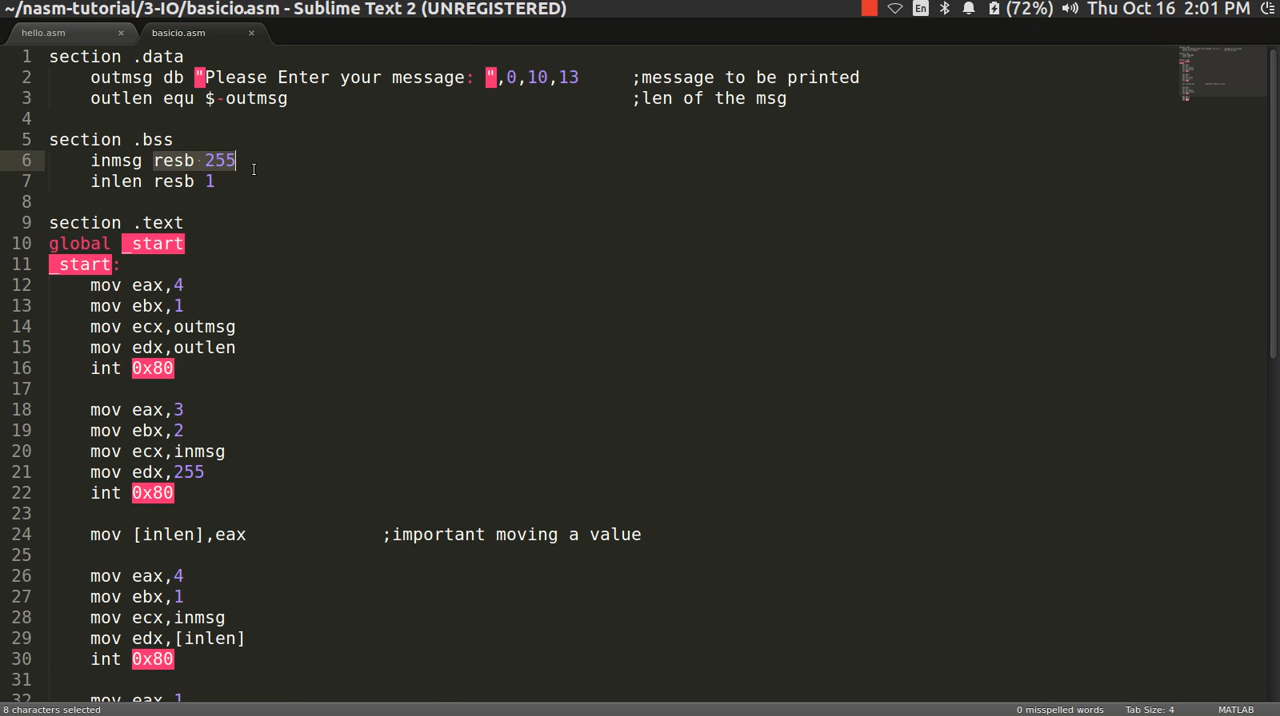 ~/nasm-tutorial/3-IO/basicio.asm - Sublime Text 2 (UNREGISTERED) En (72%) Thu Oct 16 2:01 PM
hello.asm × basicio.asm ×
1 section .data
2 outmsg db "Please Enter your message: ",0,10,13 ;message to be printed
3 outlen equ $-outmsg ;len of the msg
4
5 section .bss
6 inmsg resb 255
7 inlen resb 1
8
9 section .text
10 global _start
11 _start:
12 mov eax,4
13 mov ebx,1
14 mov ecx,outmsg
15 mov edx,outlen
16 int 0x80
17
18 mov eax,3
19 mov ebx,2
20 mov ecx,inmsg
21 mov edx,255
22 int 0x80
23
24 mov [inlen],eax ;important moving a value
25
26 mov eax,4
27 mov ebx,1
28 mov ecx,inmsg
29 mov edx,[inlen]
30 int 0x80
31
32 mov eax,1
8 characters selected 0 misspelled words Tab Size: 4 MATLAB